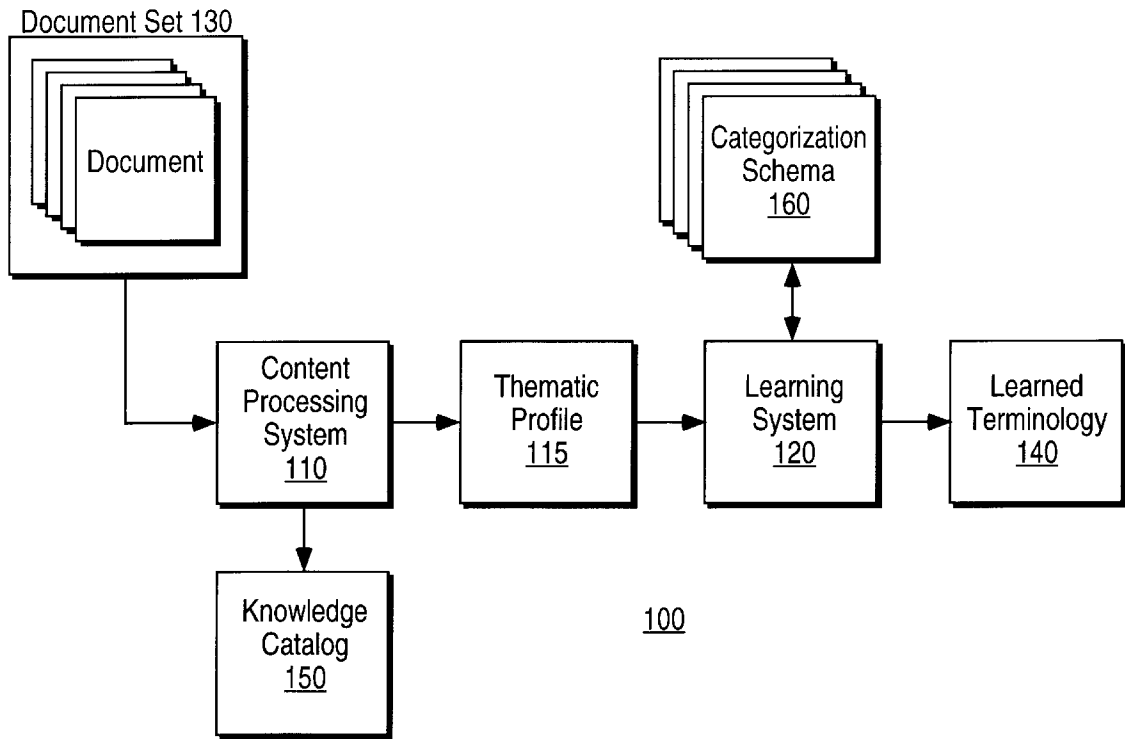 Document Set 130
Document
Categorization
Schema
160
Content
Processing
System
110
Thematic
Profile
115
Learning
System
120
Learned
Terminology
140
Knowledge
Catalog
150
100